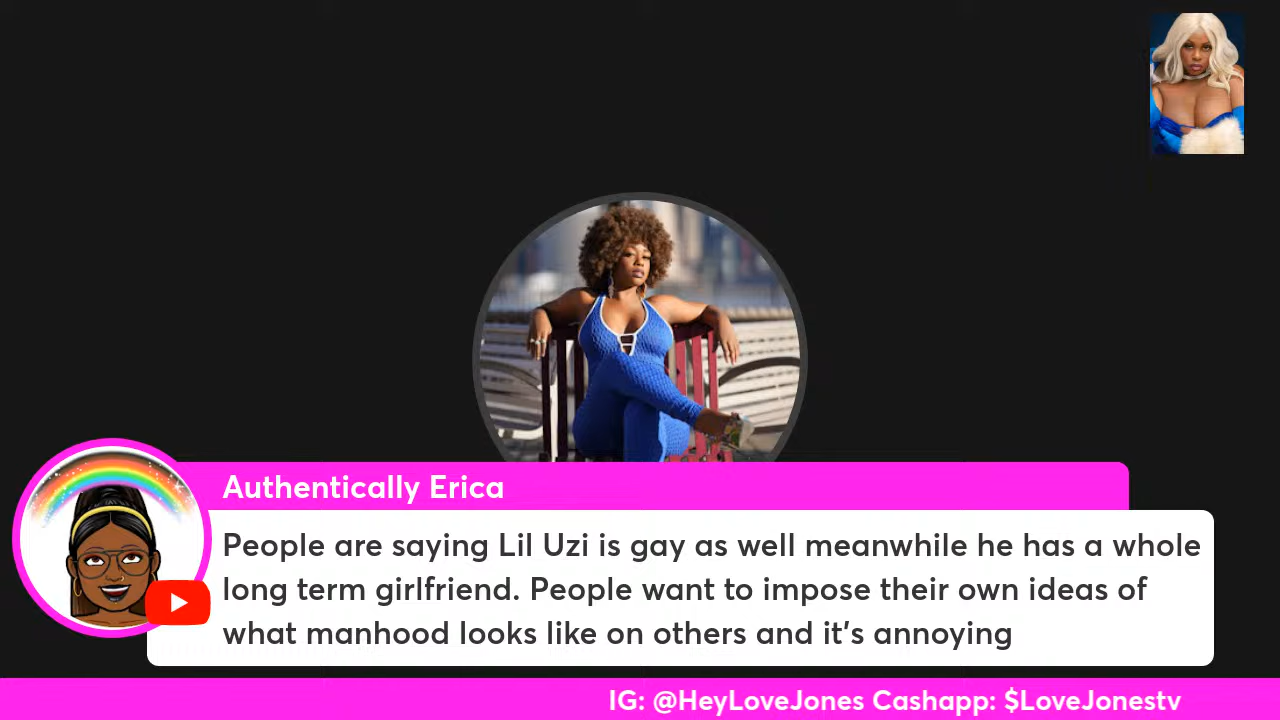 Authentically Erica
People are saying Lil Uzi is gay as well meanwhile he has a whole
long term girlfriend. People want to impose their own ideas of
what manhood looks like on others and it's annoying
IG: @HeyLoveJones Cashapp: $LoveJonestv